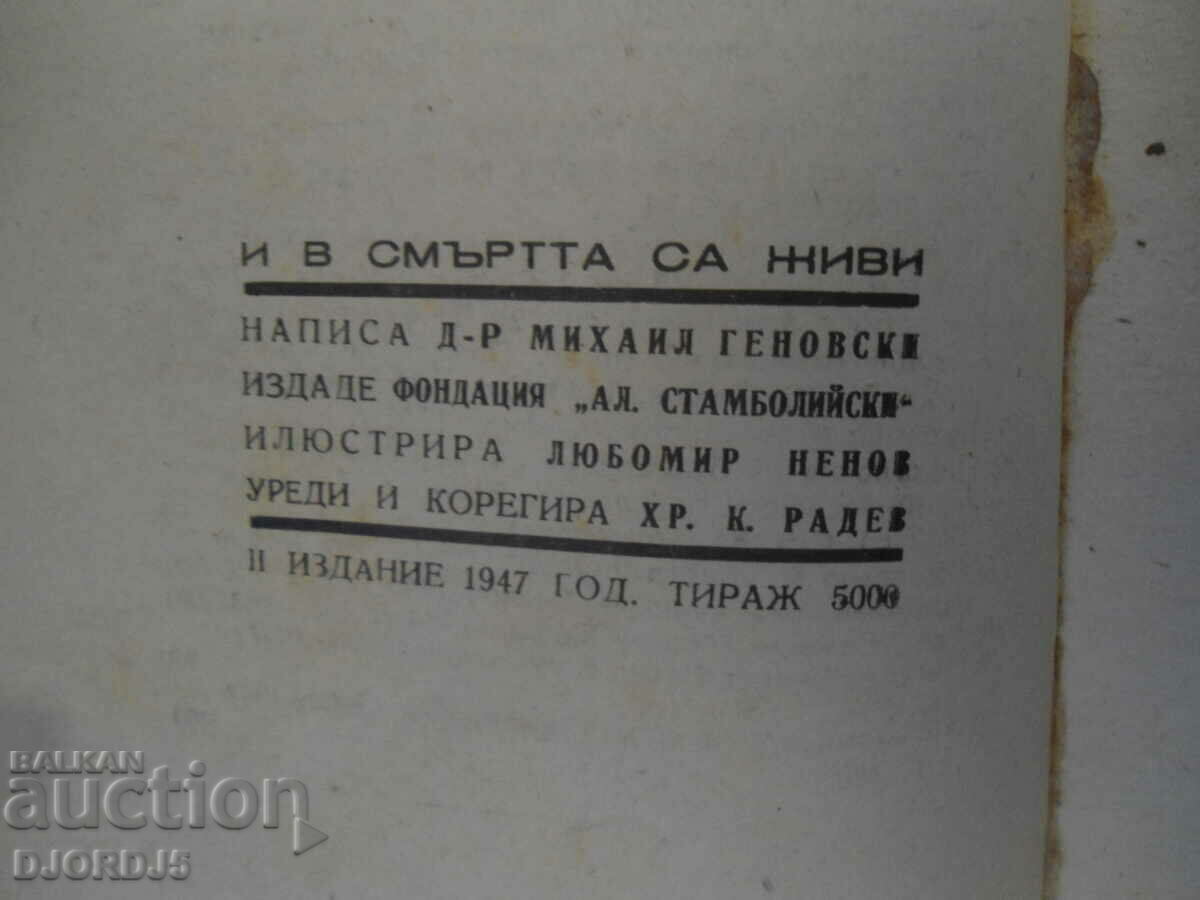 И В СМЪРТТА СА ЖИВИ
НАПИСА Д-Р МИХАИЛ ГЕНОВСКИ
ИЗДАДЕ ФОНДАЦИЯ „АЛ. СТАМБОЛИЙСКИ“
ИЛЮСТРИРА ЛЮБОМИР НЕНОВ
УРЕДИ И КОРЕГИРА ХР. К. РАДЕВ
II ИЗДАНИЕ 1947 ГОД. ТИРАЖ 5000
BALKAN
auction
DJORDJ5